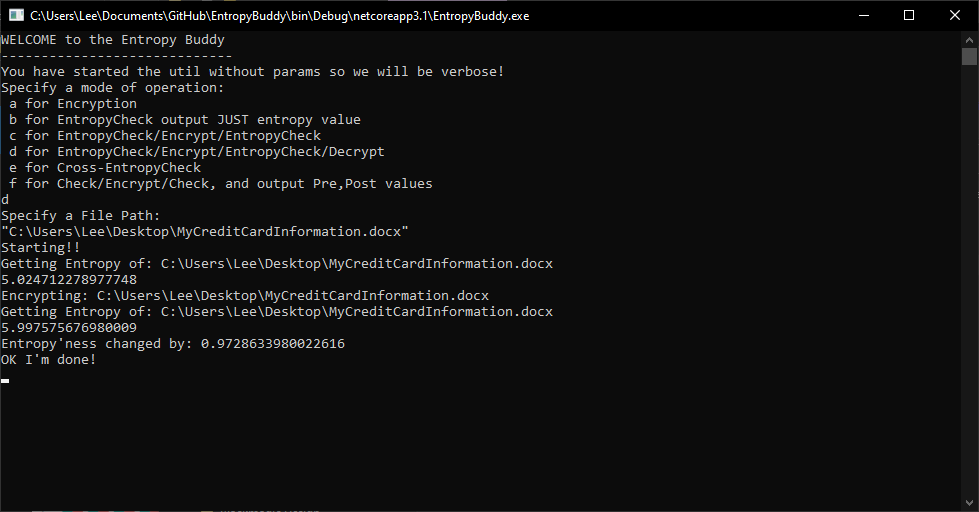 C:\Users\Lee\Documents\GitHub\EntropyBuddy\bin\Debug\netcoreapp3.1\EntropyBuddy.exe
WELCOME to the Entropy Buddy
-----------------------------
You have started the util without params so we will be verbose!
Specify a mode of operation:
 a for Encryption
 b for EntropyCheck output JUST entropy value
 c for EntropyCheck/Encrypt/EntropyCheck
 d for EntropyCheck/Encrypt/EntropyCheck/Decrypt
 e for Cross-EntropyCheck
 f for Check/Encrypt/Check, and output Pre,Post values
d
Specify a File Path:
"C:\Users\Lee\Desktop\MyCreditCardInformation.docx"
Starting!!
Getting Entropy of: C:\Users\Lee\Desktop\MyCreditCardInformation.docx
5.024712278977748
Encrypting: C:\Users\Lee\Desktop\MyCreditCardInformation.docx
Getting Entropy of: C:\Users\Lee\Desktop\MyCreditCardInformation.docx
5.997575676980009
Entropy'ness changed by: 0.9728633980022616
OK I'm done!